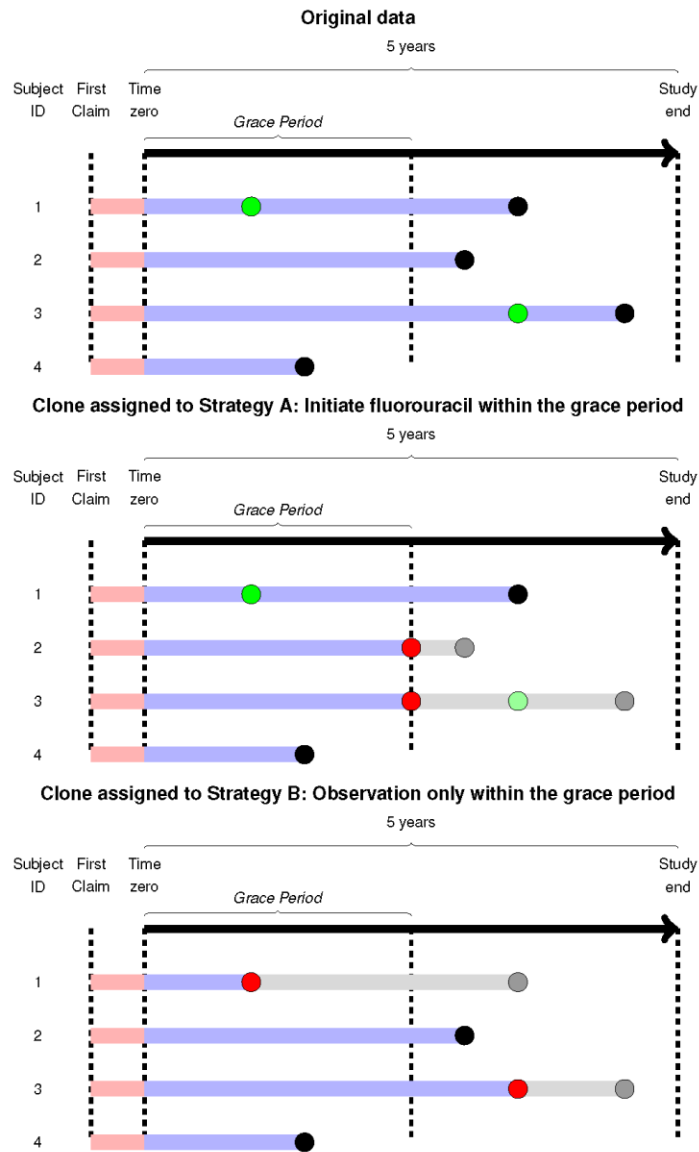 Original data
5 years
Subject First Time Study
ID Claim zero end
Grace Period
1
2
3
4
Clone assigned to Strategy A: Initiate fluorouracil within the grace period
5 years
Subject First Time Study
ID Claim zero end
Grace Period
1
2
3
4
Clone assigned to Strategy B: Observation only within the grace period
5 years
Subject First Time Study
ID Claim zero end
Grace Period
1
2
3
4